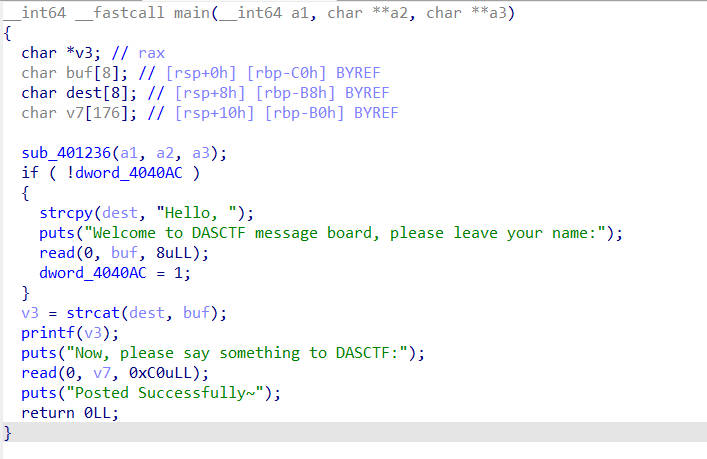 __int64 __fastcall main(__int64 a1, char **a2, char **a3)
{
  char *v3; // rax
  char buf[8]; // [rsp+0h] [rbp-C0h] BYREF
  char dest[8]; // [rsp+8h] [rbp-B8h] BYREF
  char v7[176]; // [rsp+10h] [rbp-B0h] BYREF

  sub_401236(a1, a2, a3);
  if ( !dword_4040AC )
  {
    strcpy(dest, "Hello, ");
    puts("Welcome to DASCTF message board, please leave your name:");
    read(0, buf, 8uLL);
    dword_4040AC = 1;
  }
  v3 = strcat(dest, buf);
  printf(v3);
  puts("Now, please say something to DASCTF:");
  read(0, v7, 0xC0uLL);
  puts("Posted Successfully~");
  return 0LL;
}